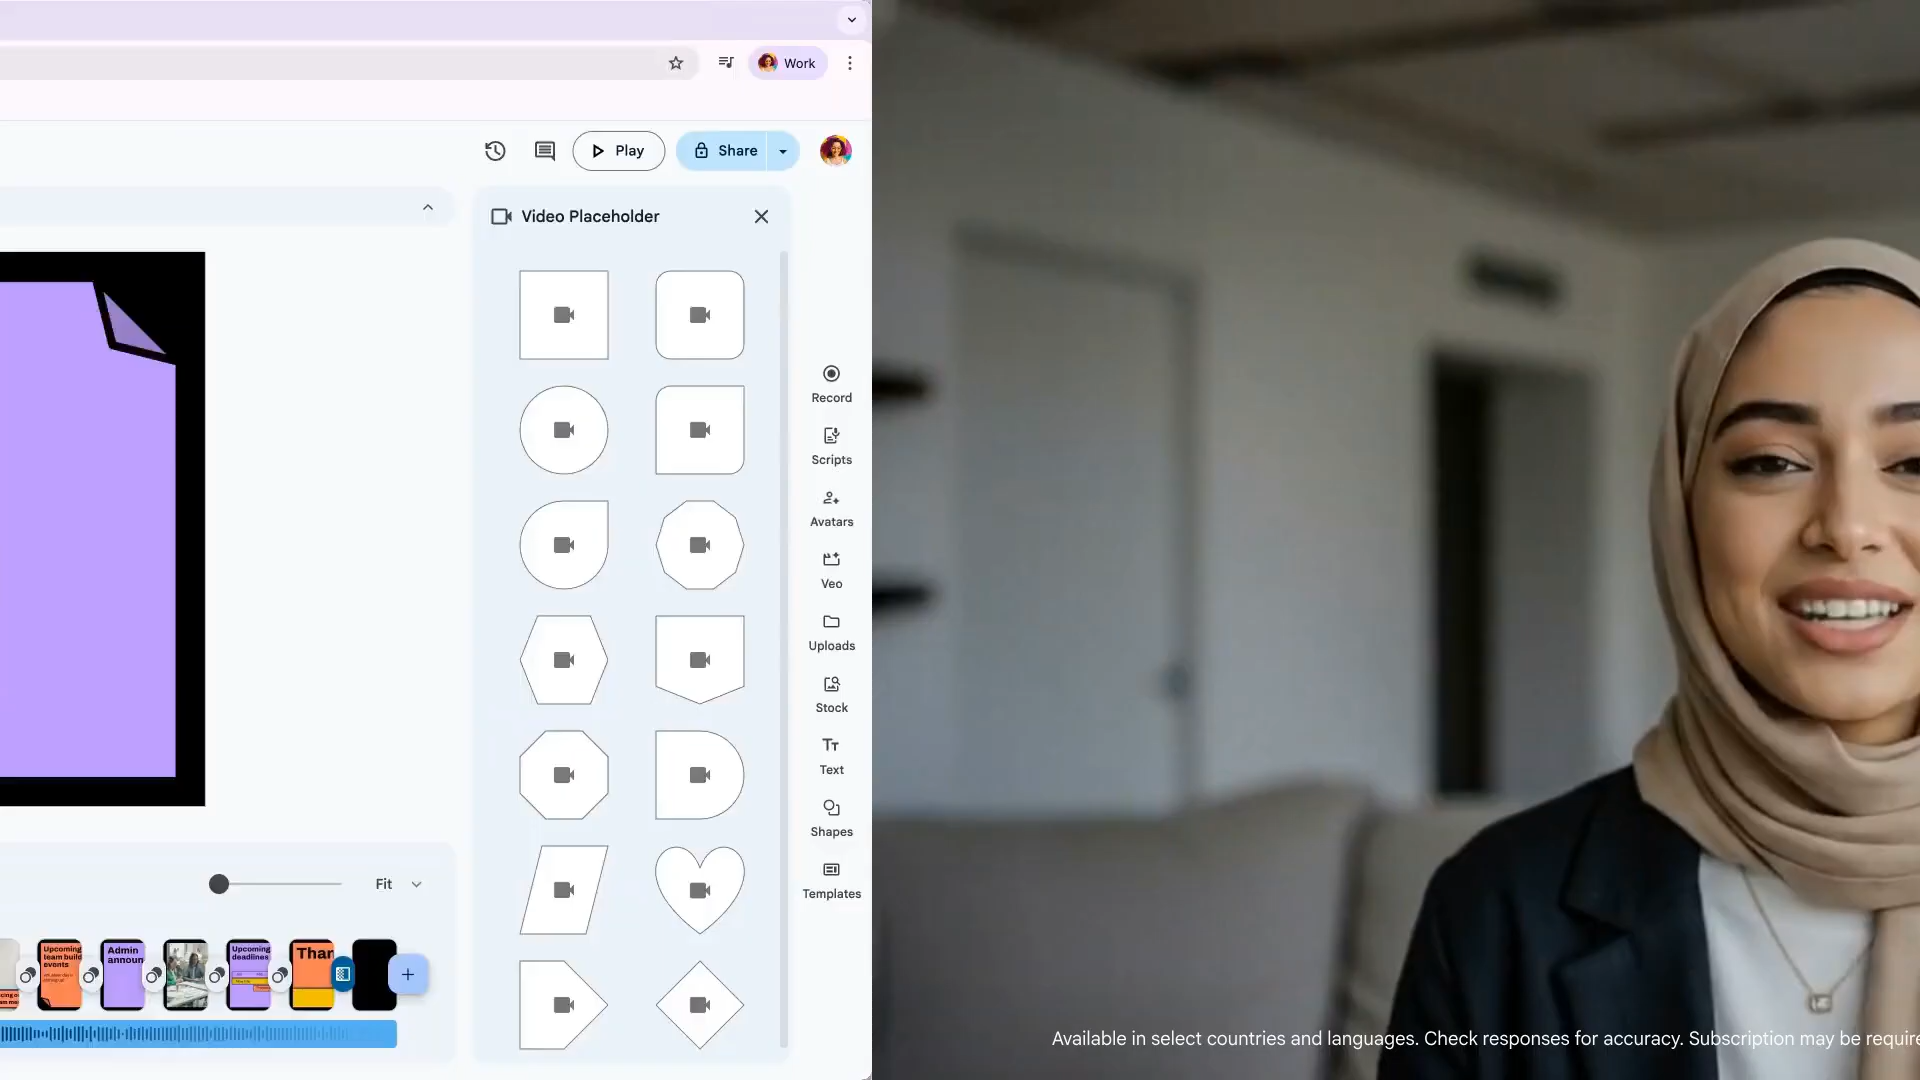 Work
Play
Share
Video Placeholder
Record
Scripts
Avatars
Veo
Uploads
Stock
Text
Shapes
Templates
Fit
Upcoming
team build
events
Admin
announ
Upcoming
deadlines
Than
Available in select countries and languages. Check responses for accuracy. Subscription may be require